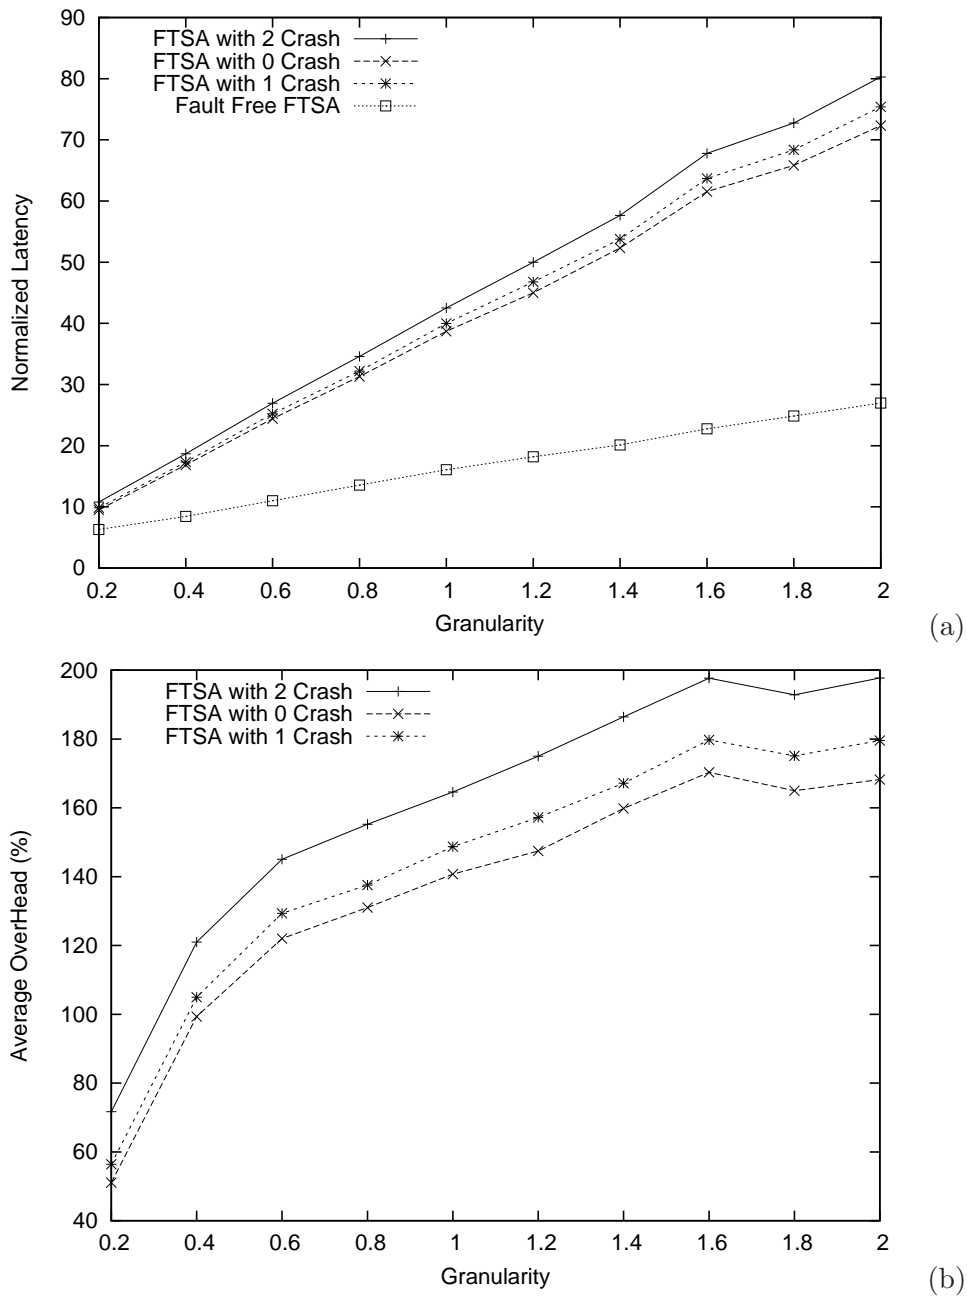 90
80
70
60
50
40
30
20
10
0
Normalized Latency
FTSA with 2 Crash
FTSA with 0 Crash
FTSA with 1 Crash
Fault Free FTSA
0.2 0.4 0.6 0.8 1 1.2 1.4 1.6 1.8 2
Granularity
(a)
200
180
160
140
120
100
80
60
40
Average OverHead (%)
FTSA with 2 Crash
FTSA with 0 Crash
FTSA with 1 Crash
0.2 0.4 0.6 0.8 1 1.2 1.4 1.6 1.8 2
Granularity
(b)